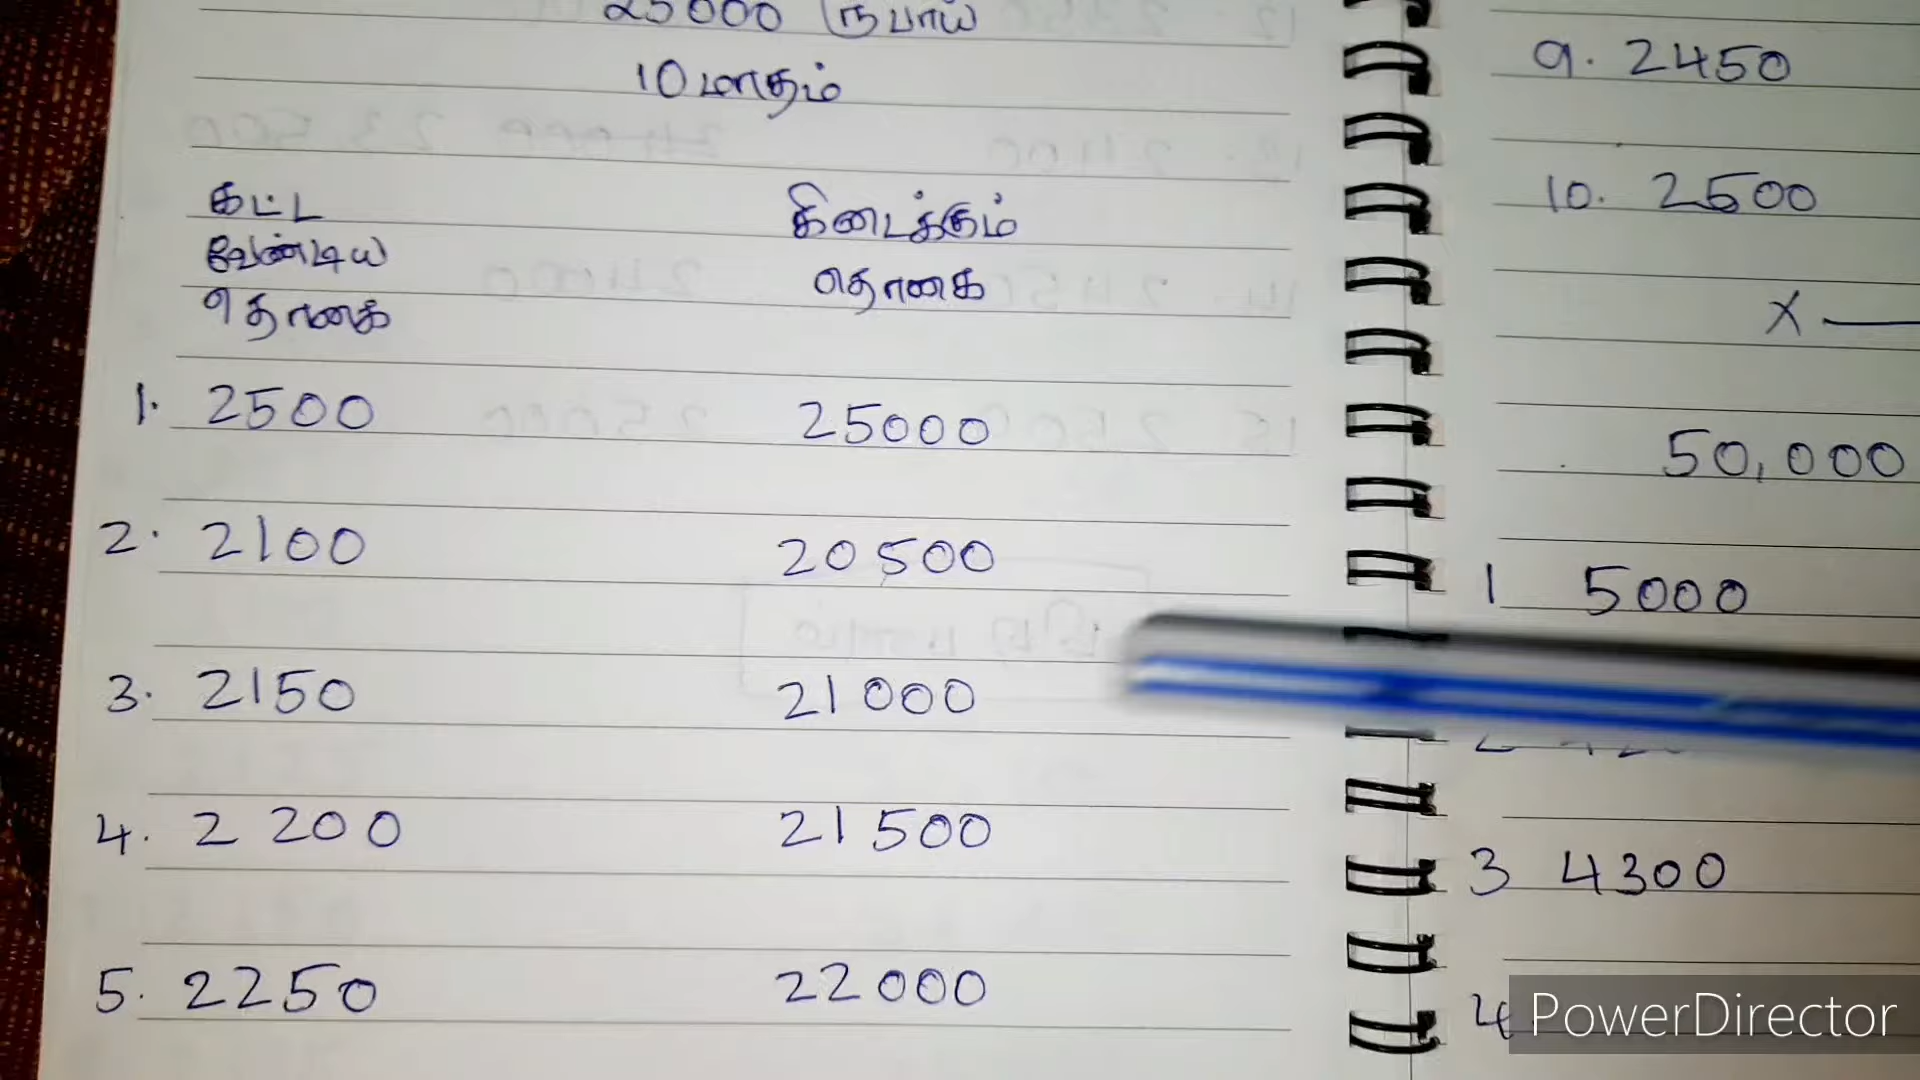 25000 ரூபாய்
10 மாதம்
கட்ட
வேண்டிய
தொகை
கிடைக்கும்
தொகை
1. 2500 25000
2. 2100 20500
3. 2150 21000
4. 2200 21500
5. 2250 22000
9. 2450
10. 2500
x
50,000
1 5000
3 4300
4
PowerDirector